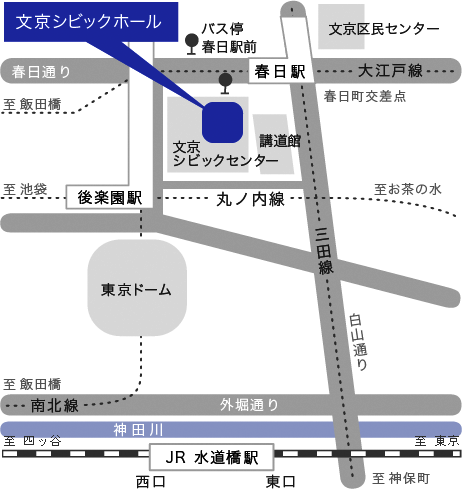 文京シビックホール
バス停
春日駅前
文京区民センター
春日通り
春日駅
大江戸線
春日町交差点
至 飯田橋
文京
シビックセンター
講道館
至 池袋
後楽園駅
丸ノ内線
至お茶の水
三田線
東京ドーム
白山通り
至 飯田橋
南北線
外堀通り
神田川
至 四ッ谷
至 東京
JR 水道橋駅
西口
東口
至 神保町